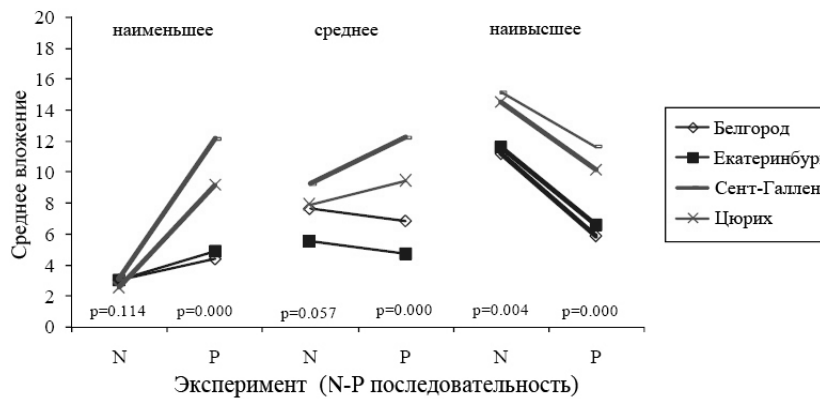 20
18
16
14
12
10
8
6
4
2
0
Среднее вложение
наименьшее среднее наивысшее
p=0.114 p=0.000 p=0.057 p=0.000 p=0.004 p=0.000
N P N P N P
Эксперимент (N-P последовательность)
Белгород
Екатеринбург
Сент-Галлен
Цюрих